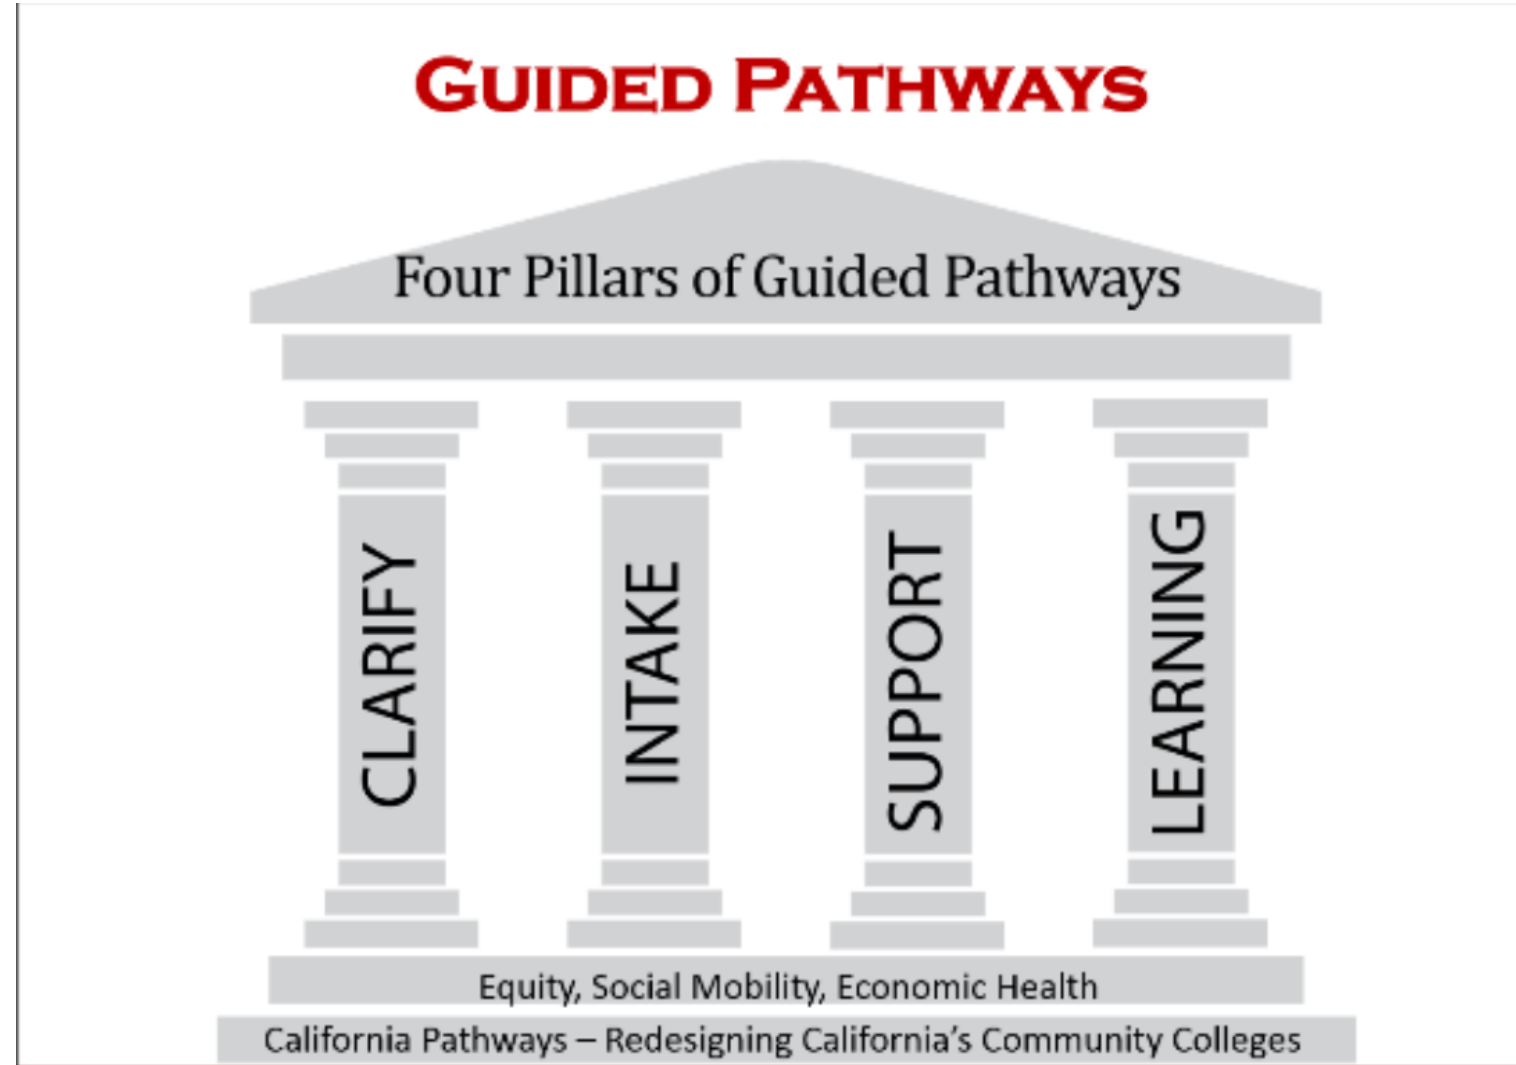 GUIDED PATHWAYS
Four Pillars of Guided Pathways
CLARIFY
INTAKE
SUPPORT
LEARNING
Equity, Social Mobility, Economic Health
California Pathways – Redesigning California’s Community Colleges